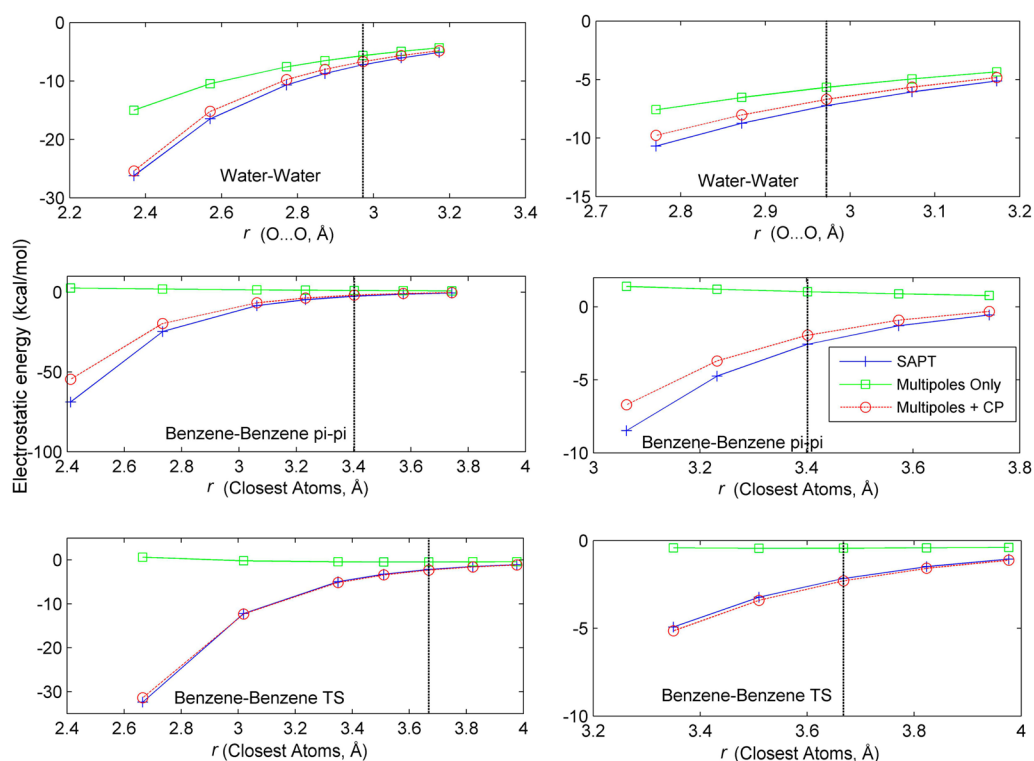 Electrostatic energy (kcal/mol)
0
-10
-20
-30
2.2 2.4 2.6 2.8 3 3.2 3.4
Water-Water
r (O...O, Å)
0
-5
-10
-15
2.7 2.8 2.9 3 3.1 3.2
Water-Water
r (O...O, Å)
0
-50
-100
2.4 2.6 2.8 3 3.2 3.4 3.6 3.8 4
Benzene-Benzene pi-pi
r (Closest Atoms, Å)
0
-5
-10
3 3.2 3.4 3.6 3.8
Benzene-Benzene pi-pi
r (Closest Atoms, Å)
SAPT
Multipoles Only
Multipoles + CP
0
-10
-20
-30
2.4 2.6 2.8 3 3.2 3.4 3.6 3.8 4
Benzene-Benzene TS
r (Closest Atoms, Å)
0
-5
-10
3.2 3.4 3.6 3.8 4
Benzene-Benzene TS
r (Closest Atoms, Å)